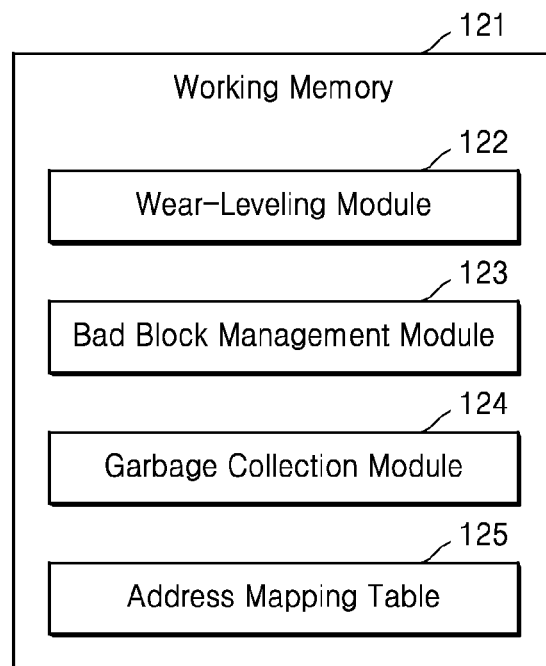 121
Working Memory
122
Wear-Leveling Module
123
Bad Block Management Module
124
Garbage Collection Module
125
Address Mapping Table